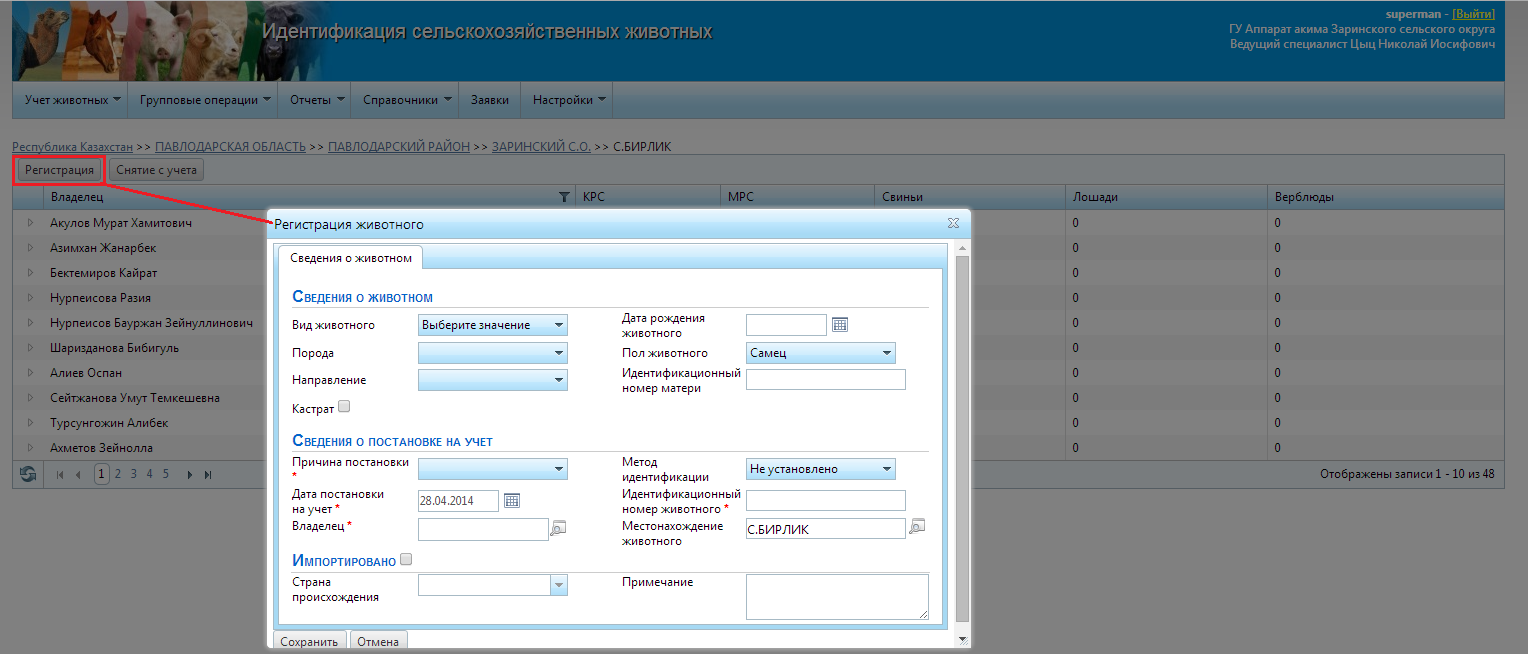 superman - [Выйти]
Идентификация сельскохозяйственных животных
ГУ Аппарат акима Заринского сельского округа
Ведущий специалист Цыц Николай Иосифович
Учет животных Групповые операции Отчеты Справочники Заявки Настройки
Республика Казахстан >> ПАВЛОДАРСКАЯ ОБЛАСТЬ >> ПАВЛОДАРСКИЙ РАЙОН >> ЗАРИНСКИЙ С.О. >> С.БИРЛИК
Регистрация Снятие с учета
Владелец КРС МРС Свиньи Лошади Верблюды
Акулов Мурат Хамитович 0 0
Азимхан Жанарбек 0 0
Бектемиров Кайрат 0 0
Нурпеисова Разия 0 0
Нурпеисов Бауржан Зейнуллинович 0 0
Шаризданова Бибигуль 0 0
Алиев Оспан 0 0
Сейтжанова Умут Темкешевна 0 0
Турсунгожин Алибек 0 0
Ахметов Зейнолла 0 0
1 2 3 4 5
Отображены записи 1 - 10 из 48
Регистрация животного
Сведения о животном
Сведения о животном
Вид животного Выберите значение
Дата рождения
животного
Порода
Пол животного Самец
Направление
Идентификационный
номер матери
Кастрат
Сведения о постановке на учет
Причина постановки
*
Метод
идентификации
Не установлено
Дата постановки
на учет *
28.04.2014
Идентификационный
номер животного *
Владелец *
Местонахождение
животного
С.БИРЛИК
Импортировано
Страна
происхождения
Примечание
Сохранить Отмена